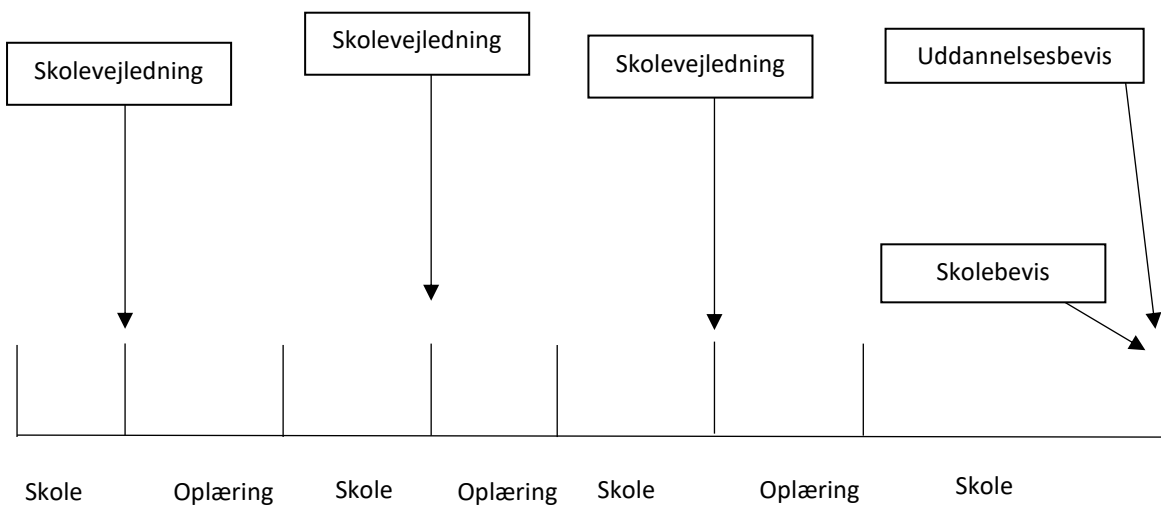 Skolevejledning
Skolevejledning
Skolevejledning
Uddannelsesbevis
Skolebevis
Skole
Oplæring
Skole
Oplæring
Skole
Oplæring
Skole